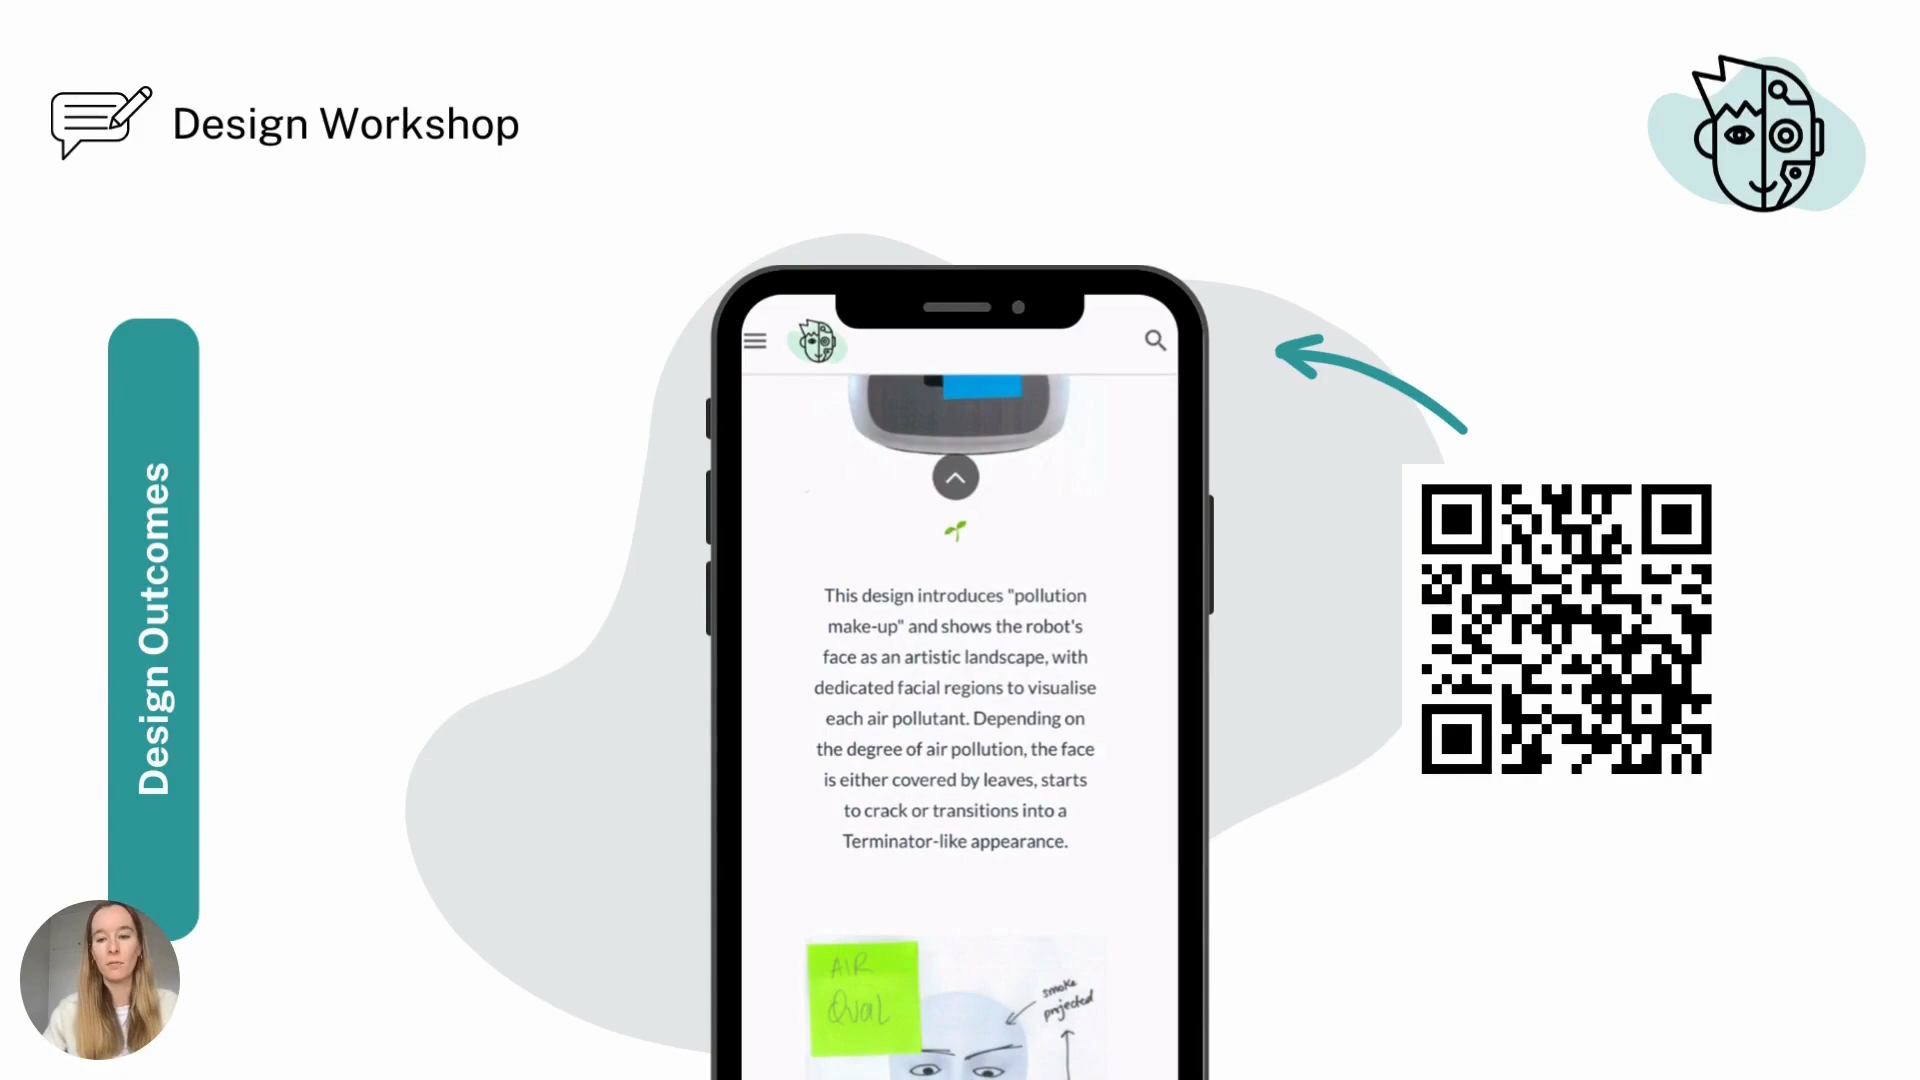 Design Workshop
Design Outcomes
This design introduces "pollution
make-up" and shows the robot's
face as an artistic landscape, with
dedicated facial regions to visualise
each air pollutant. Depending on
the degree of air pollution, the face
is either covered by leaves, starts
to crack or transitions into a
Terminator-like appearance.
AIR
Qual
smoke
projected